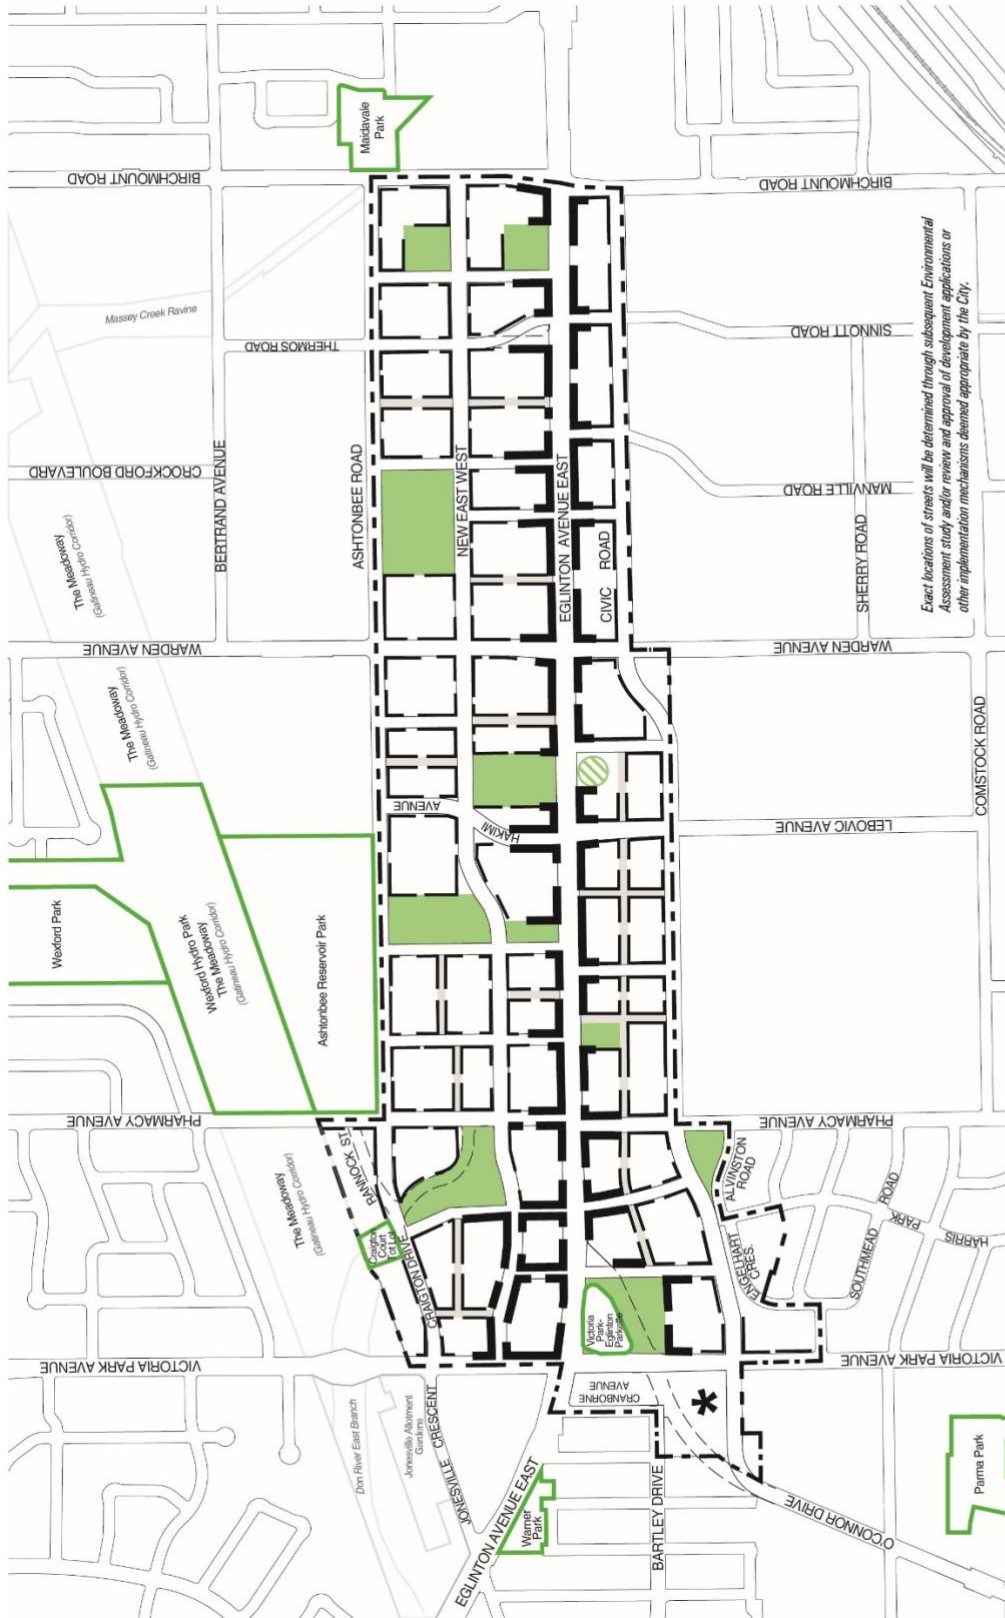 Maidavale
Park
BIRCHMOUNT ROAD
BIRCHMOUNT ROAD
Massey Creek Ravine
THERMOS ROAD
SINNOTT ROAD
CROCKFORD BOULEVARD
BERTRAND AVENUE
ASHTONBEE ROAD
NEW EAST WEST
EGLINTON AVENUE EAST
CIVIC ROAD
MANVILLE ROAD
SHERRY ROAD
Exact locations of streets will be determined through subsequent Environmental
Assessment study and/or review and approval of development applications or
other implementation mechanisms deemed appropriate by the City.
The Meadoway
(Gatineau Hydro Corridor)
WARDEN AVENUE
WARDEN AVENUE
The Meadoway
(Gatineau Hydro Corridor)
COMSTOCK ROAD
HAKIMI
AVENUE
LEBOVIC AVENUE
Wexford Park
Wexford Hydro Park
The Meadoway
(Gatineau Hydro Corridor)
Ashtonbee Reservoir Park
PHARMACY AVENUE
PHARMACY AVENUE
RANNOCK ST.
The Meadoway
(Gatineau Hydro Corridor)
Craigton
Court
Tot Lot
CRAIGTON DRIVE
ALVINSTON
ROAD
ENGELHART
CRES.
SOUTHMEAD
ROAD
HARRIS
PARK
Victoria
Park-
Eglinton
Parkette
VICTORIA PARK AVENUE
VICTORIA PARK AVENUE
CRANBORNE
AVENUE
*
Don River East Branch
Jonesville Allotment
Gardens
JONESVILLE CRESCENT
EGLINTON AVENUE EAST
Warner
Park
BARTLEY DRIVE
O'CONNOR DRIVE
Parma Park